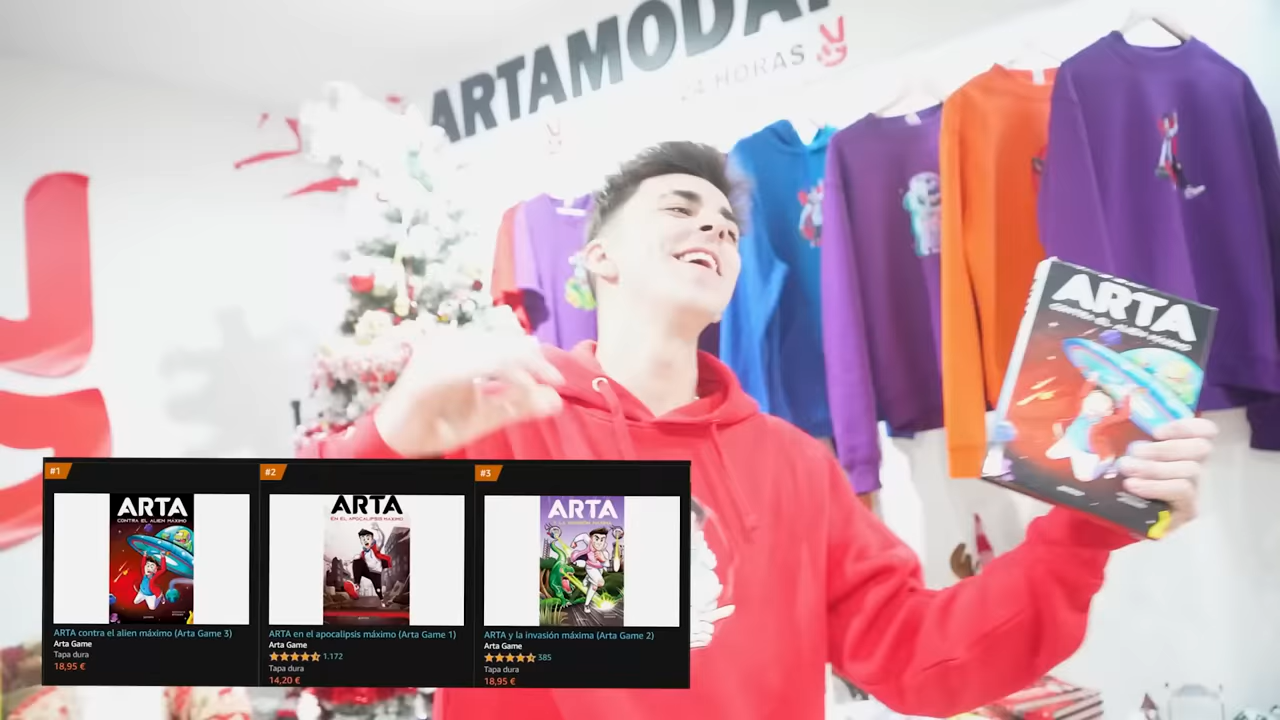 ARTAMODA
24 HORAS
ARTA
CONTRA EL ALIEN MÁXIMO
#1
ARTA
CONTRA EL ALIEN MÁXIMO
ARTA contra el alien máximo (Arta Game 3)
Arta Game
Tapa dura
18,95 €
#2
ARTA
EN EL APOCALIPSIS MÁXIMO
ARTA en el apocalipsis máximo (Arta Game 1)
Arta Game
1.172
Tapa dura
14,20 €
#3
ARTA
Y LA INVASIÓN MÁXIMA
ARTA y la invasión máxima (Arta Game 2)
Arta Game
385
Tapa dura
18,95 €